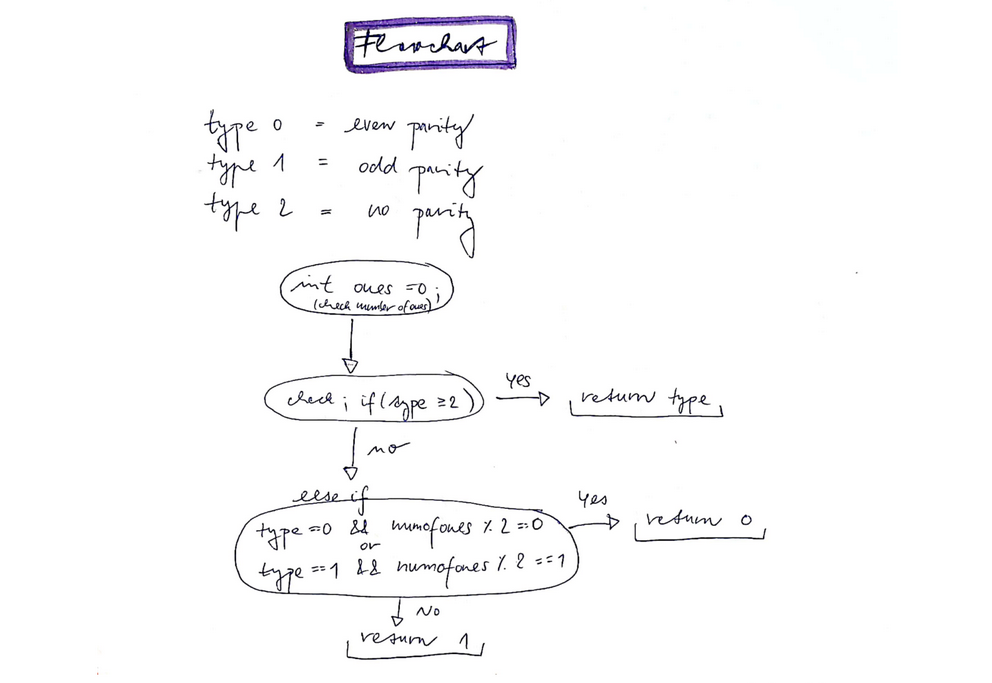 Flowchart
type 0 = even parity
type 1 = odd parity
type 2 = no parity
int ones =0;
(check number of ones)
check ; if (type ≥2)
yes
return type
no
else if
type =0 && numofones % 2 =0
or
type ==1 && numofones % 2 ==1
Yes
return 0
No
return 1